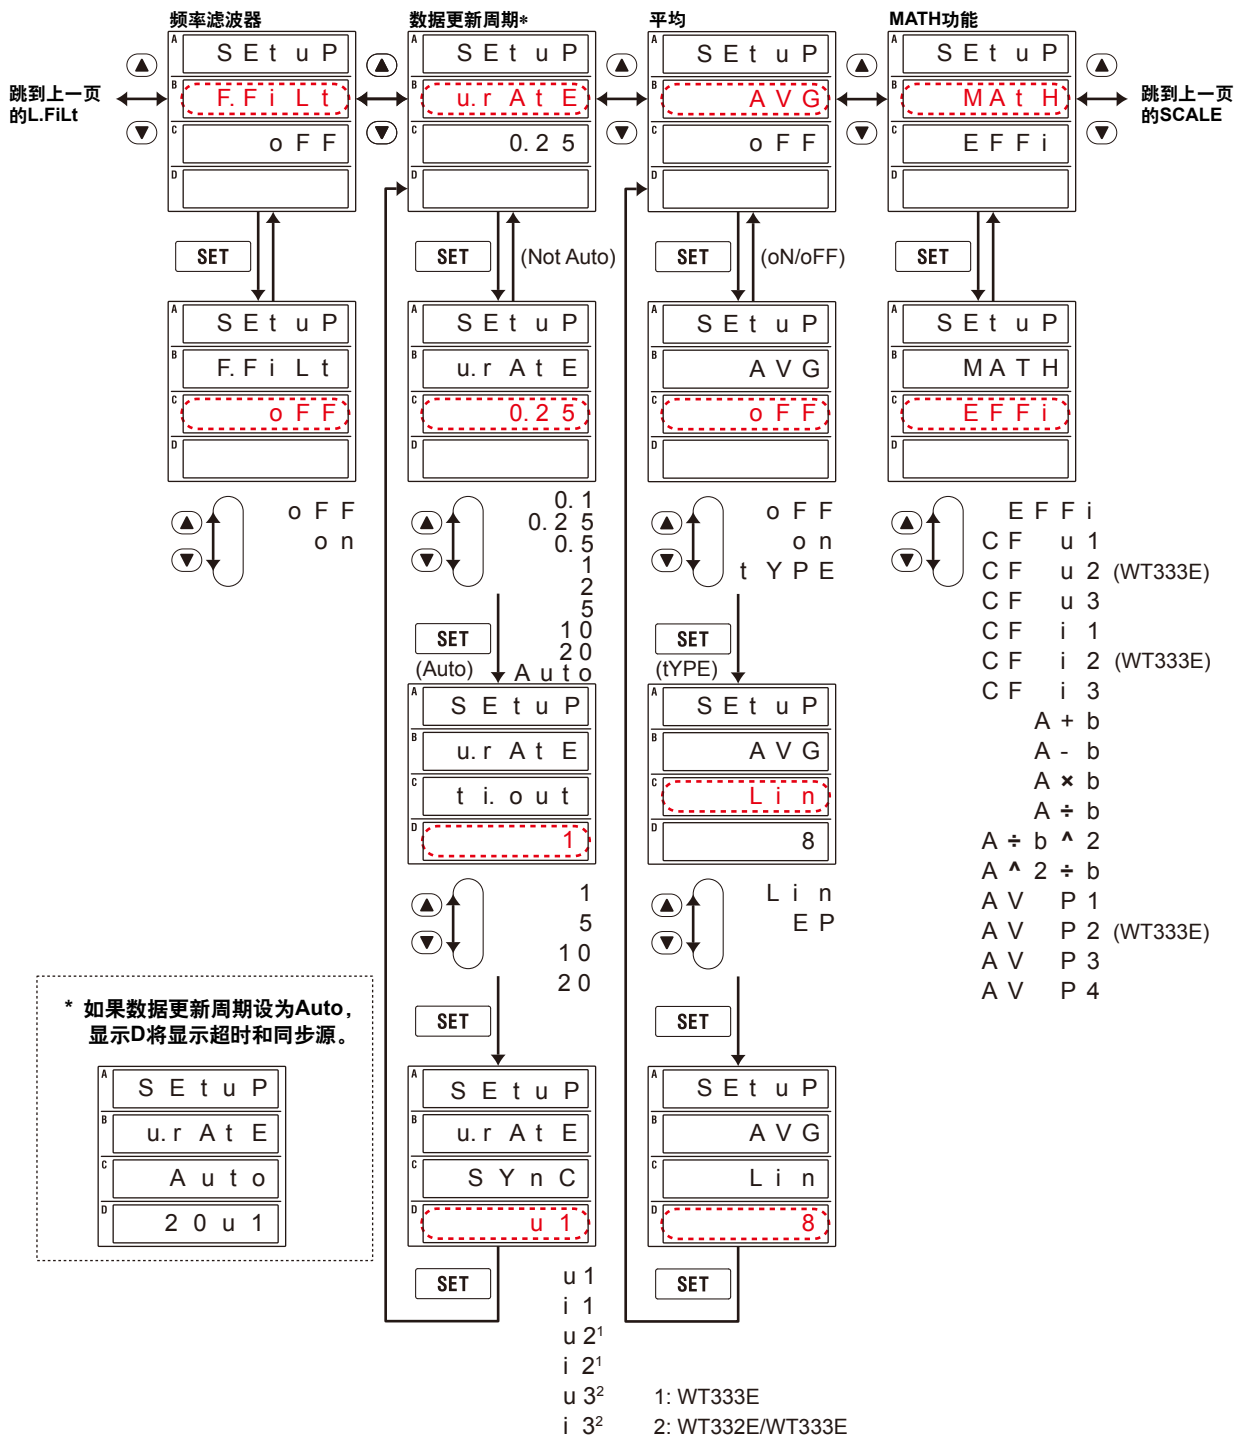 频率滤波器
A SEtuP
B F.FiLt
C oFF
D
数据更新周期*
A SEtuP
B u.rAtE
C 0.25
D
平均
A SEtuP
B AVG
C oFF
D
MATH功能
A SEtuP
B MAtH
C EFFi
D
跳到上一页
的L.FiLt
跳到上一页
的SCALE
SET
SET
(Not Auto)
SET
(oN/oFF)
SET
A SEtuP
B F.FiLt
C oFF
D
A SEtuP
B u.rAtE
C 0.25
D
A SEtuP
B AVG
C oFF
D
A SEtuP
B MATH
C EFFi
D
oFF
on
0.1
0.25
0.5
1
2
5
10
20
Auto
SET
(Auto)
oFF
on
tYPE
SET
(tYPE)
EFFi
CF u1
CF u2 (WT333E)
CF u3
CF i1
CF i2 (WT333E)
CF i3
A+b
A-b
A×b
A÷b
A÷b^2
A^2÷b
AV P1
AV P2 (WT333E)
AV P3
AV P4
A SEtuP
B u.rAtE
C ti.out
D 1
A SEtuP
B AVG
C Lin
D 8
1
5
10
20
SET
Lin
EP
SET
A SEtuP
B u.rAtE
C SYnC
D u1
SET
u1
i1
u2¹
i2¹
u3²
i3²
A SEtuP
B AVG
C Lin
D 8
SET
* 如果数据更新周期设为Auto，
显示D将显示超时和同步源。
A SEtuP
B u.rAtE
C Auto
D 20u1
1: WT333E
2: WT332E/WT333E